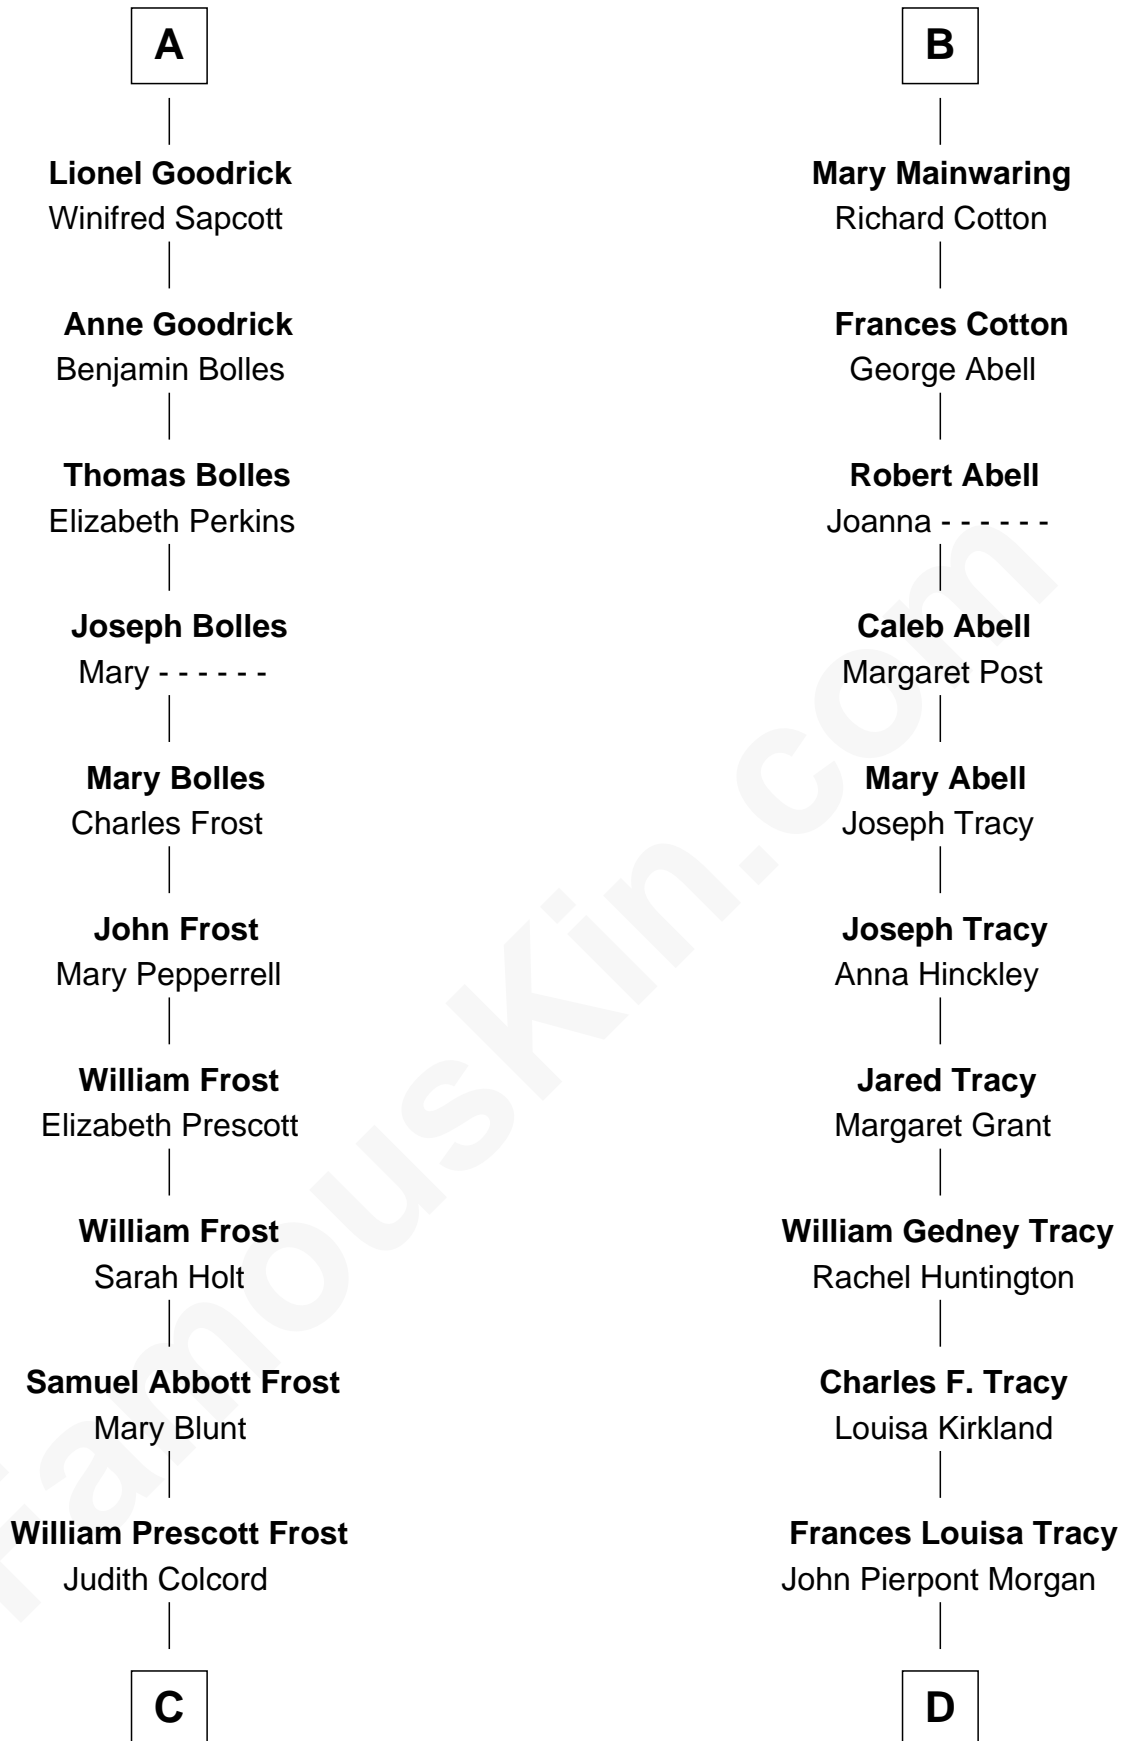 A
Lionel Goodrick
Winifred Sapcott
Anne Goodrick
Benjamin Bolles
Thomas Bolles
Elizabeth Perkins
Joseph Bolles
Mary - - - - - -
Mary Bolles
Charles Frost
John Frost
Mary Pepperrell
William Frost
Elizabeth Prescott
William Frost
Sarah Holt
Samuel Abbott Frost
Mary Blunt
William Prescott Frost
Judith Colcord
C
B
Mary Mainwaring
Richard Cotton
Frances Cotton
George Abell
Robert Abell
Joanna - - - - - -
Caleb Abell
Margaret Post
Mary Abell
Joseph Tracy
Joseph Tracy
Anna Hinckley
Jared Tracy
Margaret Grant
William Gedney Tracy
Rachel Huntington
Charles F. Tracy
Louisa Kirkland
Frances Louisa Tracy
John Pierpont Morgan
D
FamousKin.com